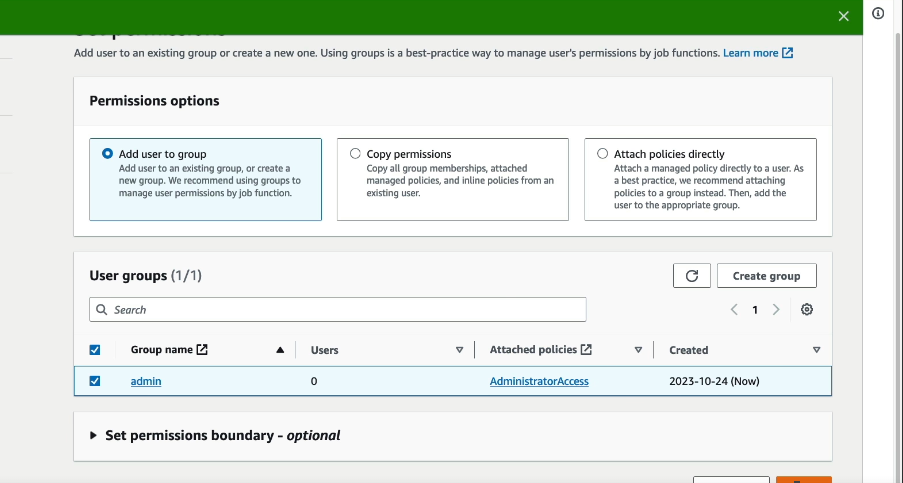 Add user to an existing group or create a new one. Using groups is a best-practice way to manage user's permissions by job functions. Learn more
Permissions options
Add user to group
Add user to an existing group, or create a
new group. We recommend using groups to
manage user permissions by job function.
Copy permissions
Copy all group memberships, attached
managed policies, and inline policies from an
existing user.
Attach policies directly
Attach a managed policy directly to a user. As
a best practice, we recommend attaching
policies to a group instead. Then, add the
user to the appropriate group.
User groups (1/1)
Create group
Search
1
Group name
Users
Attached policies
Created
admin
0
AdministratorAccess
2023-10-24 (Now)
Set permissions boundary - optional